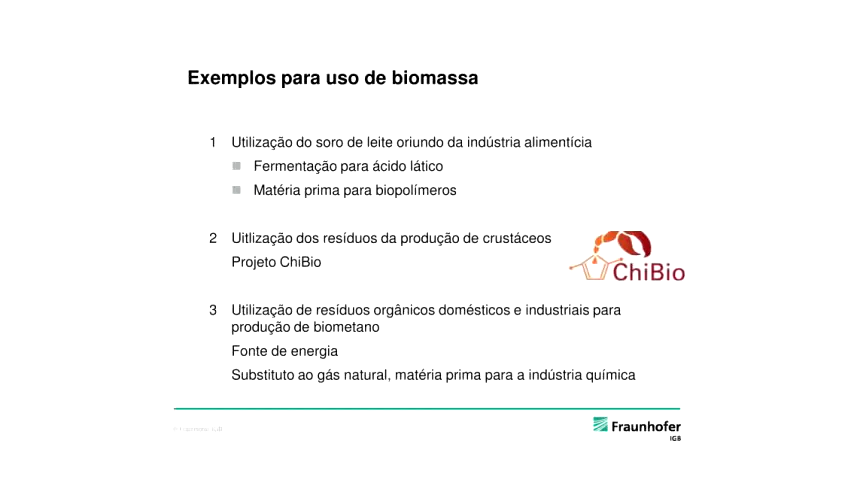 Exemplos para uso de biomassa
1 Utilização do soro de leite oriundo da indústria alimentícia
Fermentação para ácido lático
Matéria prima para biopolímeros
2 Uitlização dos resíduos da produção de crustáceos
Projeto ChiBio
ChiBio
3 Utilização de resíduos orgânicos domésticos e industriais para
produção de biometano
Fonte de energia
Substituto ao gás natural, matéria prima para a indústria química
© Fraunhofer IGB
Fraunhofer
IGB